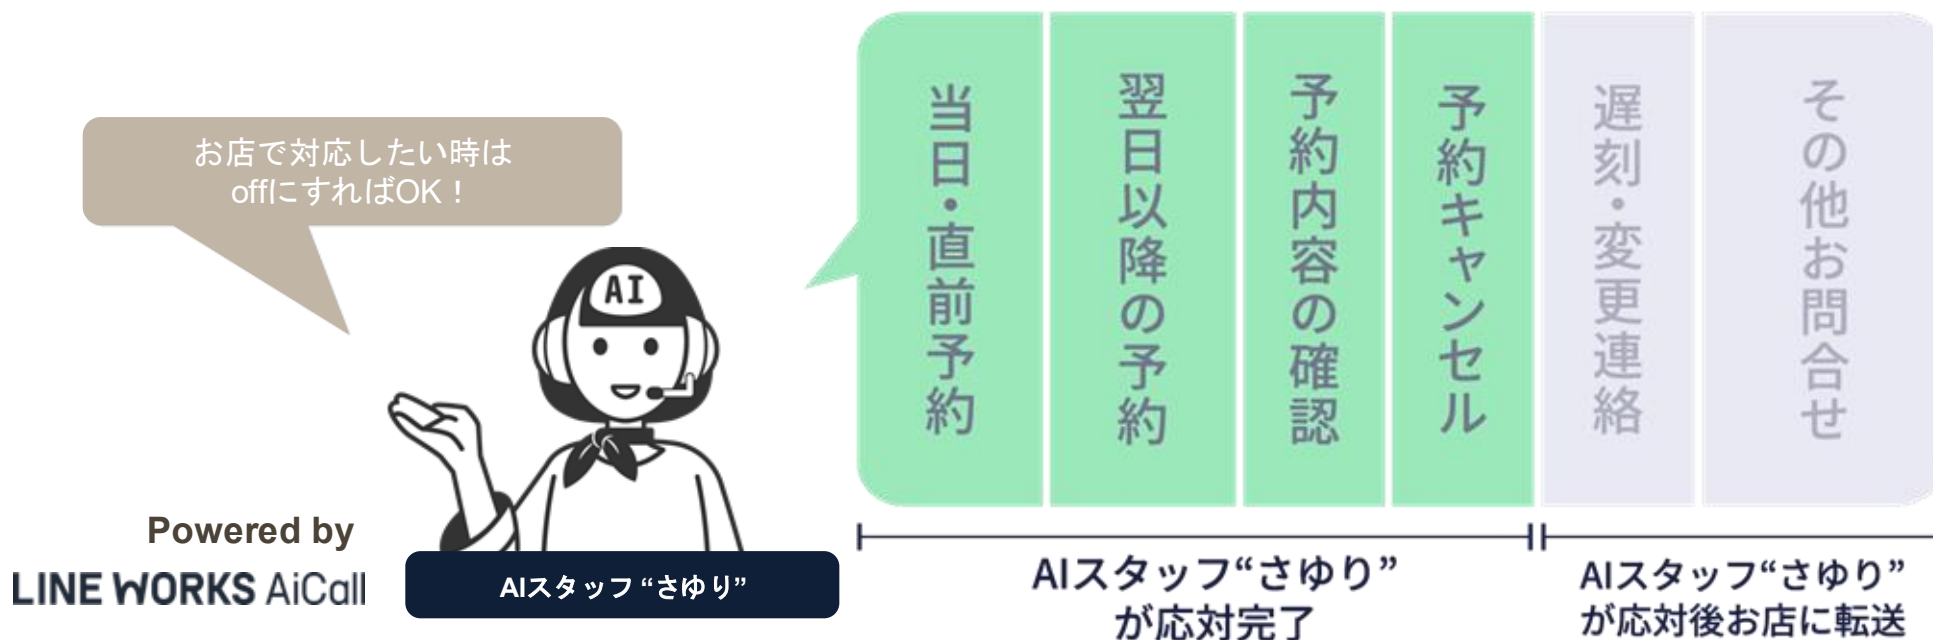 お店で対応したい時は
offにすればOK！
AI
Powered by
LINE WORKS AiCall
AIスタッフ “さゆり”
当日・直前予約
翌日以降の予約
予約内容の確認
予約キャンセル
遅刻・変更連絡
その他お問合せ
AIスタッフ“さゆり”
が応対完了
AIスタッフ“さゆり”
が応対後お店に転送